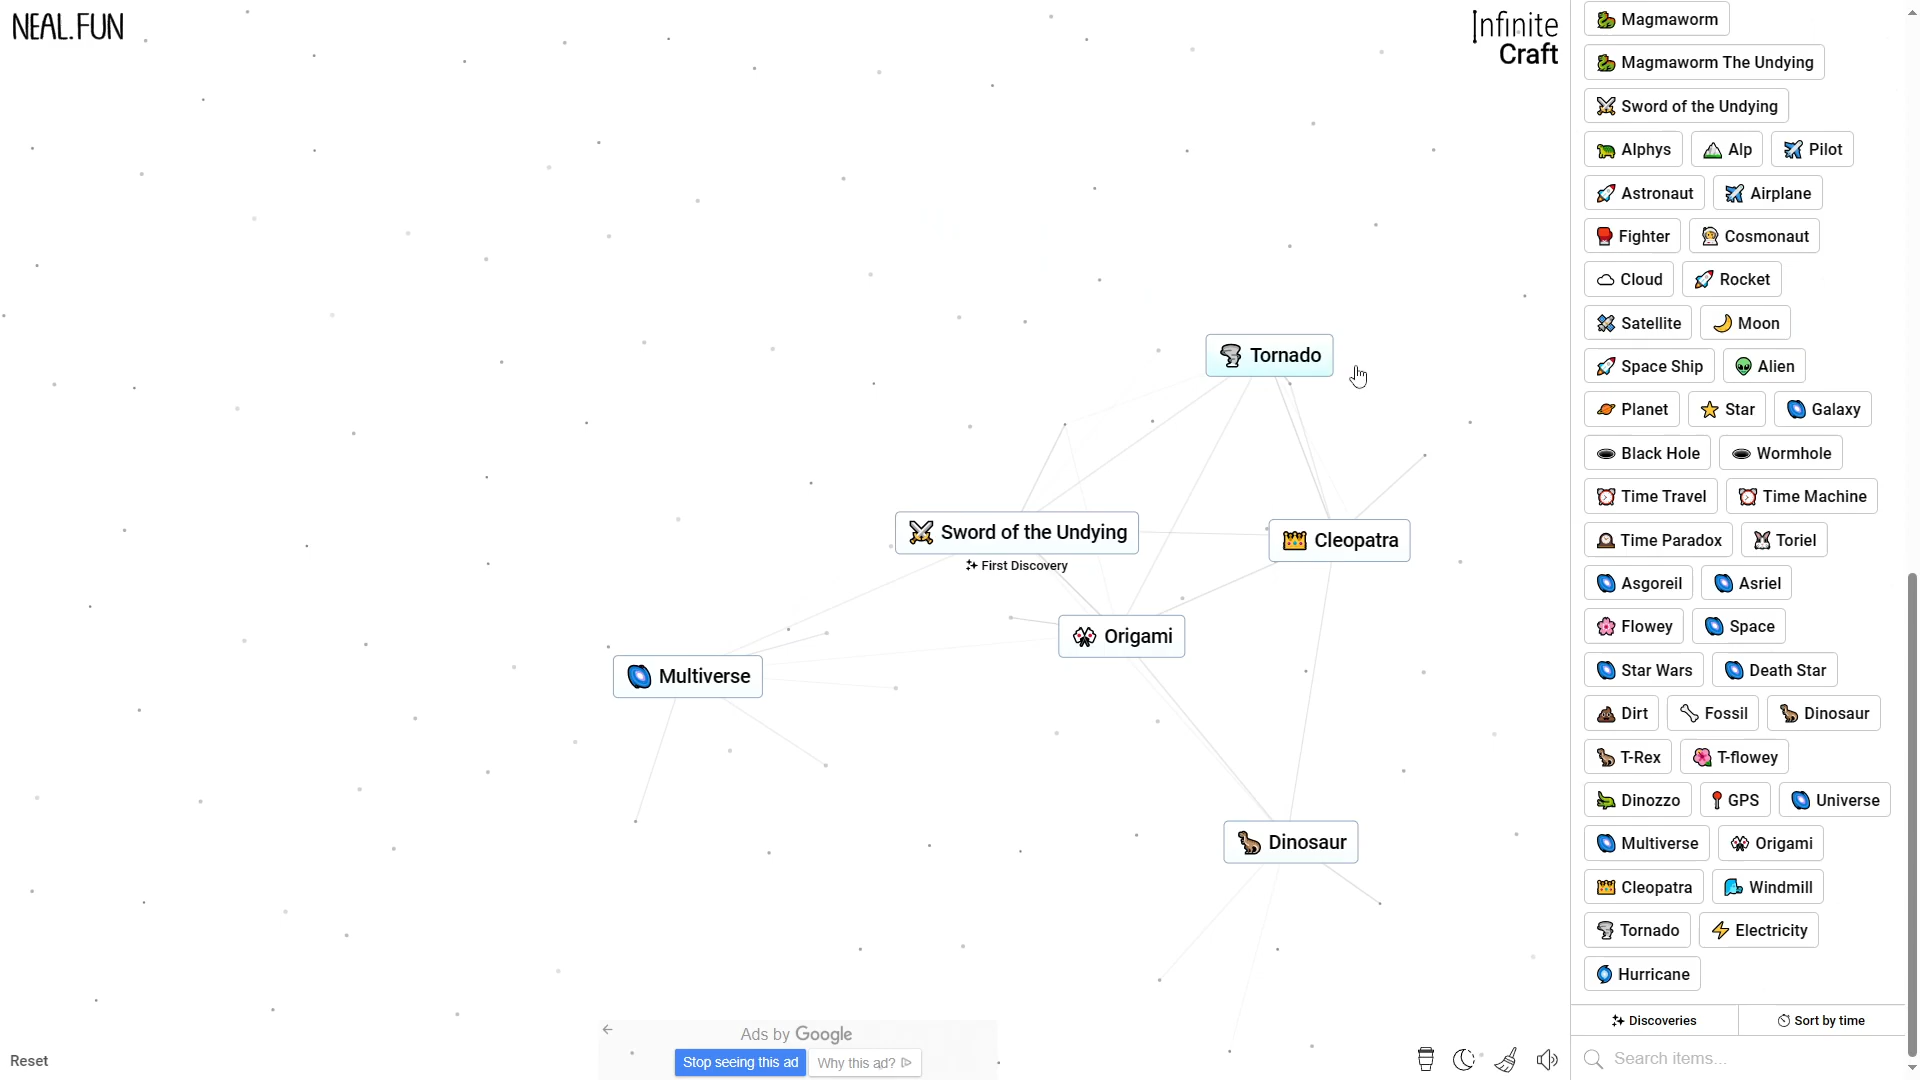 NEAL.FUN
Infinite
Craft
Tornado
Sword of the Undying
First Discovery
Cleopatra
Origami
Multiverse
Dinosaur
Ads by Google
Stop seeing this ad
Why this ad?
Reset
Magmaworm
Magmaworm The Undying
Sword of the Undying
Alphys Alp Pilot
Astronaut Airplane
Fighter Cosmonaut
Cloud Rocket
Satellite Moon
Space Ship Alien
Planet Star Galaxy
Black Hole Wormhole
Time Travel Time Machine
Time Paradox Toriel
Asgoreil Asriel
Flowey Space
Star Wars Death Star
Dirt Fossil Dinosaur
T-Rex T-flowey
Dinozzo GPS Universe
Multiverse Origami
Cleopatra Windmill
Tornado Electricity
Hurricane
Discoveries Sort by time
Search items...